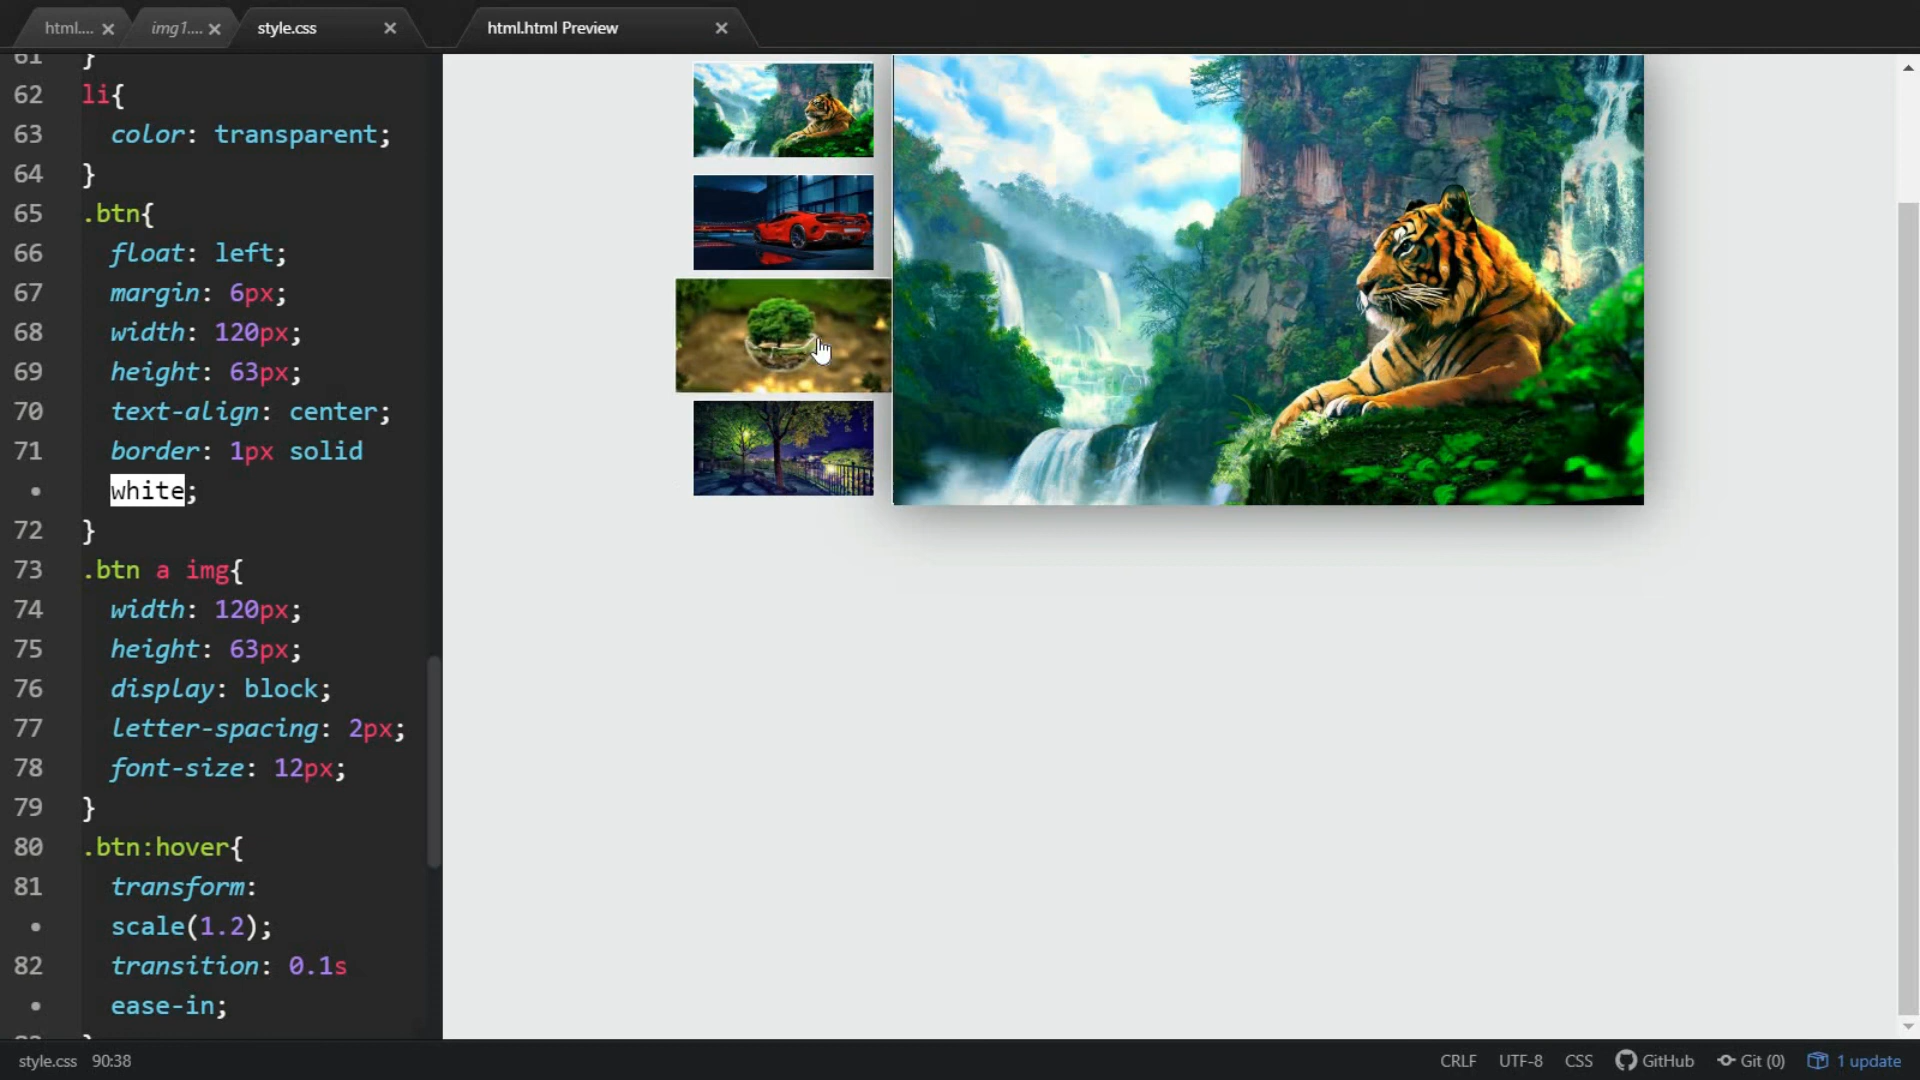 html....
img1....
style.css
html.html Preview
61 }
62 li{
63 color: transparent;
64 }
65 .btn{
66 float: left;
67 margin: 6px;
68 width: 120px;
69 height: 63px;
70 text-align: center;
71 border: 1px solid
• white;
72 }
73 .btn a img{
74 width: 120px;
75 height: 63px;
76 display: block;
77 letter-spacing: 2px;
78 font-size: 12px;
79 }
80 .btn:hover{
81 transform:
• scale(1.2);
82 transition: 0.1s
• ease-in;
style.css 90:38
CRLF UTF-8 CSS GitHub Git (0) 1 update